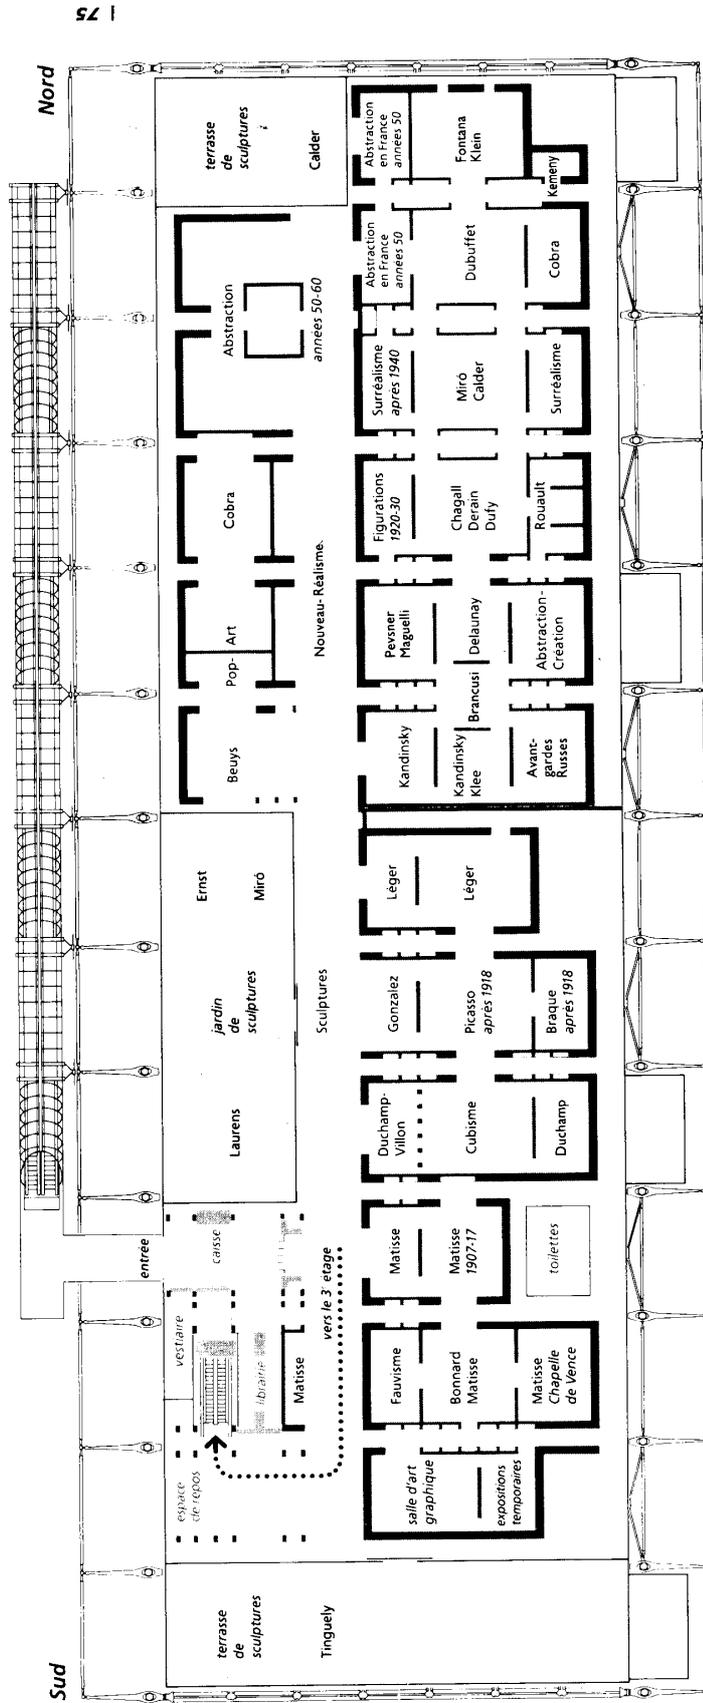 75
Nord
Sud
terrasse
de
sculptures
Calder
Abstraction
en France
années 50
Fontana
Klein
Kemeny
Abstraction
en France
années 50
Dubuffet
Cobra
Abstraction
années 50-60
Surréalisme
après 1940
Miró
Calder
Surréalisme
Cobra
Figurations
1920-30
Chagall
Derain
Dufy
Rouault
Nouveau-Réalisme
Pop-
Art
Pevsner
Magnelli
Delaunay
Abstraction-
Création
Brancusi
Beuys
Kandinsky
Kandinsky
Klee
Avant-
gardes
Russes
Ernst
Miró
jardin
de
sculptures
Laurens
Sculptures
Léger
Léger
Gonzalez
Picasso
après 1918
Braque
après 1918
Duchamp-
Villon
Cubisme
Duchamp
entrée
caisse
vers le 3e etage
Matisse
Matisse
1907-17
toilettes
vestiaire
librairie
Matisse
Fauvisme
Bonnard
Matisse
Matisse
Chapelle
de Vence
espace
de repos
salle d'art
graphique
expositions
temporaires
terrasse
de
sculptures
Tinguely